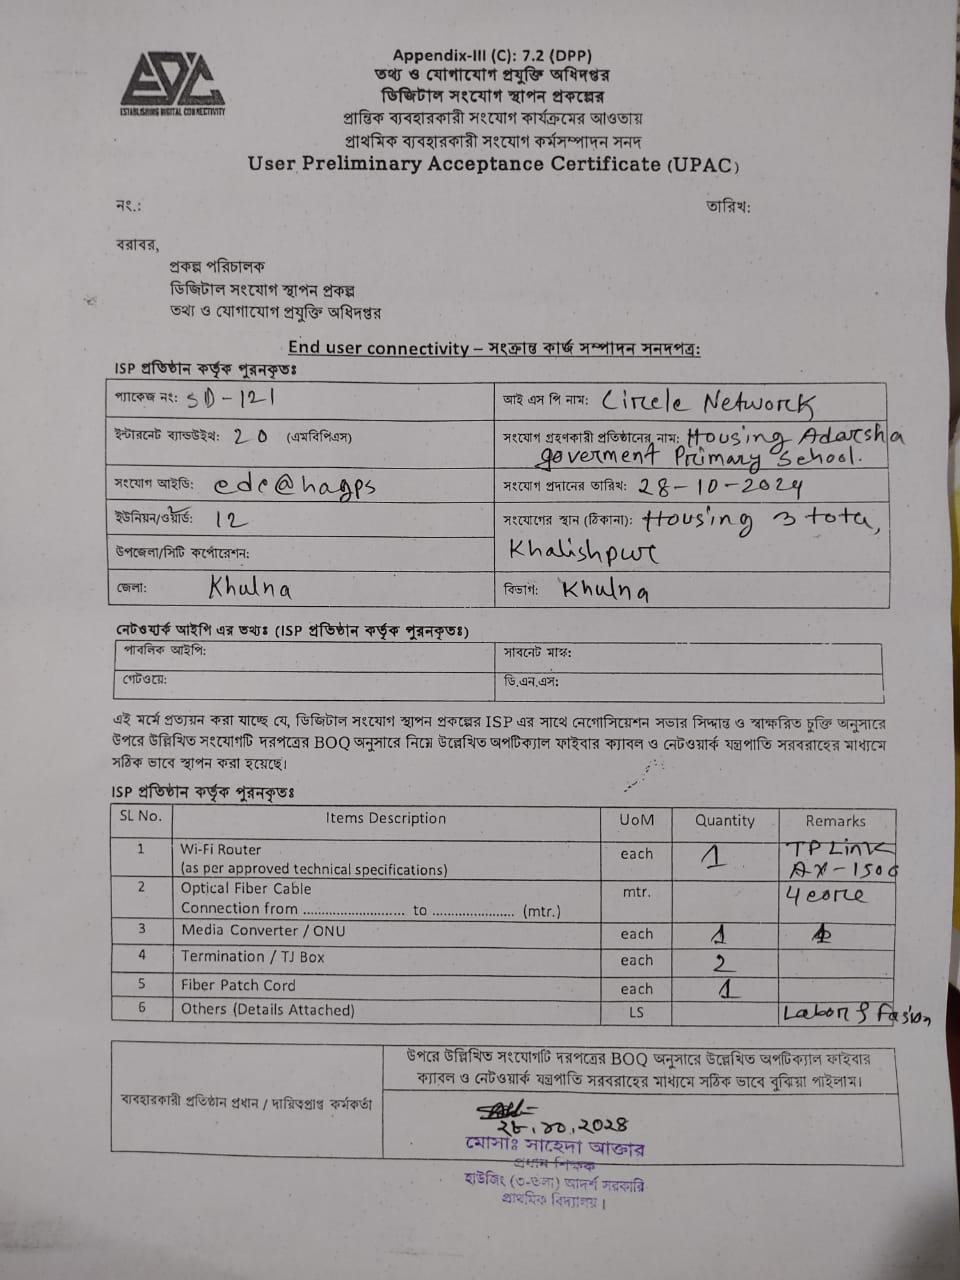 EDC
ESTABLISHING DIGITAL CONNECTIVITY
Appendix-III (C): 7.2 (DPP)
তথ্য ও যোগাযোগ প্রযুক্তি অধিদপ্তর
ডিজিটাল সংযোগ স্থাপন প্রকল্পের
প্রান্তিক ব্যবহারকারী সংযোগ কার্যক্রমের আওতায়
প্রাথমিক ব্যবহারকারী সংযোগ কর্মসম্পাদন সনদ
User Preliminary Acceptance Certificate (UPAC)
নং.: তারিখ:
বরাবর,
প্রকল্প পরিচালক
ডিজিটাল সংযোগ স্থাপন প্রকল্প
তথ্য ও যোগাযোগ প্রযুক্তি অধিদপ্তর
End user connectivity – সংক্রান্ত কার্জ সম্পাদন সনদপত্র:
ISP প্রতিষ্ঠান কর্তৃক পুরনকৃতঃ
প্যাকেজ নং: SD-121 আই এস পি নাম: Circle Network
ইন্টারনেট ব্যান্ডউইথ: 20 (এমবিপিএস) সংযোগ গ্রহণকারী প্রতিষ্ঠানের নাম: Housing Adarsha
goverment Primary School.
সংযোগ আইডি: edc@hagps সংযোগ প্রদানের তারিখ: 28-10-2024
ইউনিয়ন/ওয়ার্ড: 12 সংযোগের স্থান (ঠিকানা): Housing 3 tota,
উপজেলা/সিটি কর্পোরেশন: Khalishpur
জেলা: Khulna বিভাগ: Khulna
নেটওয়ার্ক আইপি এর তথ্যঃ (ISP প্রতিষ্ঠান কর্তৃক পুরনকৃতঃ)
পাবলিক আইপি: সাবনেট মাস্ক:
গেটওয়ে: ডি.এন.এস:
এই মর্মে প্রত্যয়ন করা যাচ্ছে যে, ডিজিটাল সংযোগ স্থাপন প্রকল্পের ISP এর সাথে নেগোসিয়েশন সভার সিদ্ধান্ত ও স্বাক্ষরিত চুক্তি অনুসারে
উপরে উল্লিখিত সংযোগটি দরপত্রের BOQ অনুসারে নিম্নে উল্লেখিত অপটিক্যাল ফাইবার ক্যাবল ও নেটওয়ার্ক যন্ত্রপাতি সরবরাহের মাধ্যমে
সঠিক ভাবে স্থাপন করা হয়েছে।
ISP প্রতিষ্ঠান কর্তৃক পুরনকৃতঃ
SL No. Items Description UoM Quantity Remarks
1 Wi-Fi Router each 1 TP Link
(as per approved technical specifications) AX-1500
2 Optical Fiber Cable mtr. 4 core
Connection from .......................... to ..................... (mtr.)
3 Media Converter / ONU each 1 1
4 Termination / TJ Box each 2
5 Fiber Patch Cord each 1
6 Others (Details Attached) LS Labor & Fasion
উপরে উল্লিখিত সংযোগটি দরপত্রের BOQ অনুসারে উল্লেখিত অপটিক্যাল ফাইবার
ক্যাবল ও নেটওয়ার্ক যন্ত্রপাতি সরবরাহের মাধ্যমে সঠিক ভাবে বুঝিয়া পাইলাম।
ব্যবহারকারী প্রতিষ্ঠান প্রধান / দায়িত্বপ্রাপ্ত কর্মকর্তা
২৮.১০.২০২৪
মোসাঃ সাহেদা আক্তার
প্রধান শিক্ষক
হাউজিং (৩-তলা) আদর্শ সরকারি
প্রাথমিক বিদ্যালয়।